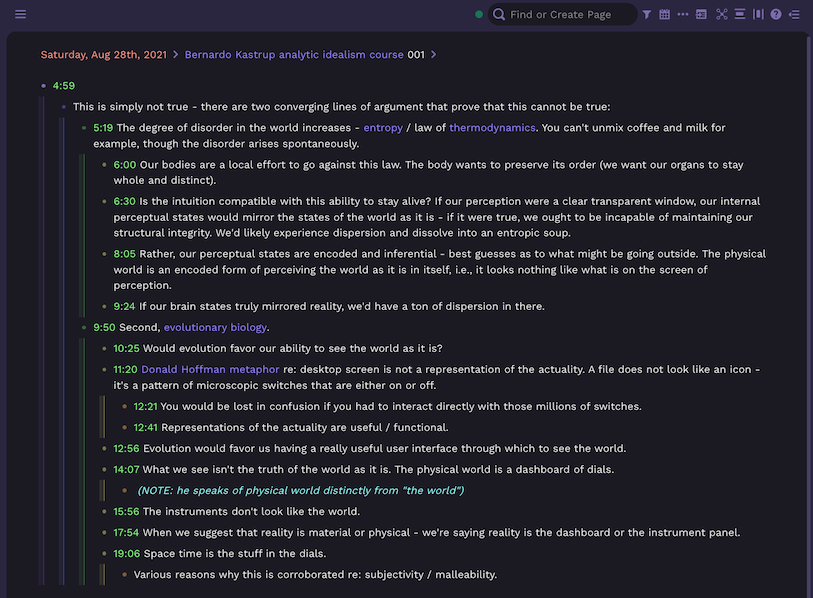 Find or Create Page
Saturday, Aug 28th, 2021 > Bernardo Kastrup analytic idealism course 001 >
4:59
This is simply not true - there are two converging lines of argument that prove that this cannot be true:
5:19 The degree of disorder in the world increases - entropy / law of thermodynamics. You can't unmix coffee and milk for
example, though the disorder arises spontaneously.
6:00 Our bodies are a local effort to go against this law. The body wants to preserve its order (we want our organs to stay
whole and distinct).
6:30 Is the intuition compatible with this ability to stay alive? If our perception were a clear transparent window, our internal
perceptual states would mirror the states of the world as it is - if it were true, we ought to be incapable of maintaining our
structural integrity. We'd likely experience dispersion and dissolve into an entropic soup.
8:05 Rather, our perceptual states are encoded and inferential - best guesses as to what might be going outside. The physical
world is an encoded form of perceiving the world as it is in itself, i.e., it looks nothing like what is on the screen of
perception.
9:24 If our brain states truly mirrored reality, we'd have a ton of dispersion in there.
9:50 Second, evolutionary biology.
10:25 Would evolution favor our ability to see the world as it is?
11:20 Donald Hoffman metaphor re: desktop screen is not a representation of the actuality. A file does not look like an icon -
it's a pattern of microscopic switches that are either on or off.
12:21 You would be lost in confusion if you had to interact directly with those millions of switches.
12:41 Representations of the actuality are useful / functional.
12:56 Evolution would favor us having a really useful user interface through which to see the world.
14:07 What we see isn't the truth of the world as it is. The physical world is a dashboard of dials.
(NOTE: he speaks of physical world distinctly from "the world")
15:56 The instruments don't look like the world.
17:54 When we suggest that reality is material or physical - we're saying reality is the dashboard or the instrument panel.
19:06 Space time is the stuff in the dials.
Various reasons why this is corroborated re: subjectivity / malleability.